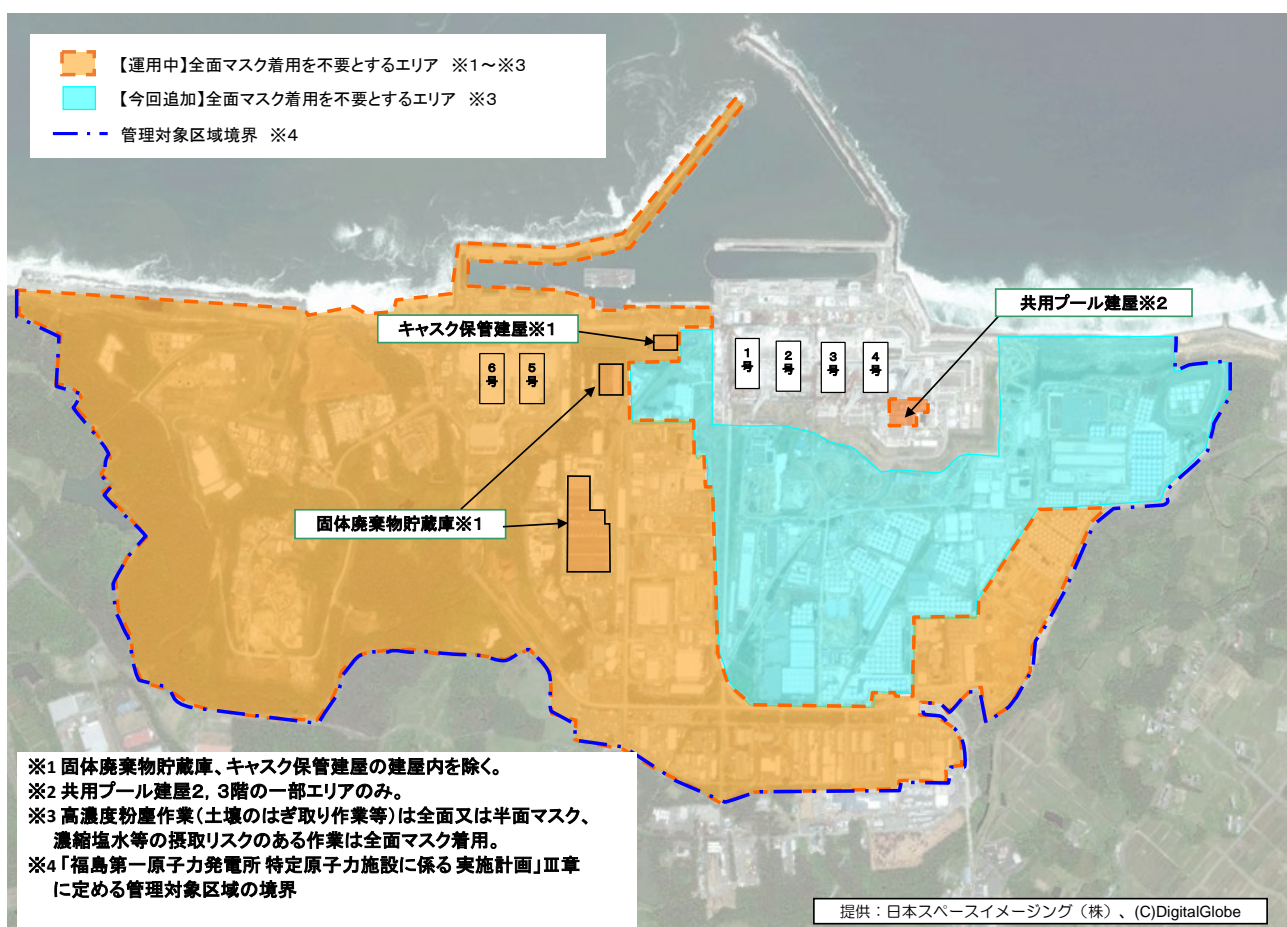 【運用中】全面マスク着用を不要とするエリア ※1～※3
【今回追加】全面マスク着用を不要とするエリア ※3
管理対象区域境界 ※4
共用プール建屋※2
キャスク保管建屋※1
6号
5号
1号
2号
3号
4号
固体廃棄物貯蔵庫※1
※1 固体廃棄物貯蔵庫、キャスク保管建屋の建屋内を除く。
※2 共用プール建屋2，3階の一部エリアのみ。
※3 高濃度粉塵作業(土壌のはぎ取り作業等)は全面又は半面マスク、
濃縮塩水等の摂取リスクのある作業は全面マスク着用。
※4 「福島第一原子力発電所 特定原子力施設に係る 実施計画」Ⅲ章
に定める管理対象区域の境界
提供：日本スペースイメージング（株）、(C)DigitalGlobe